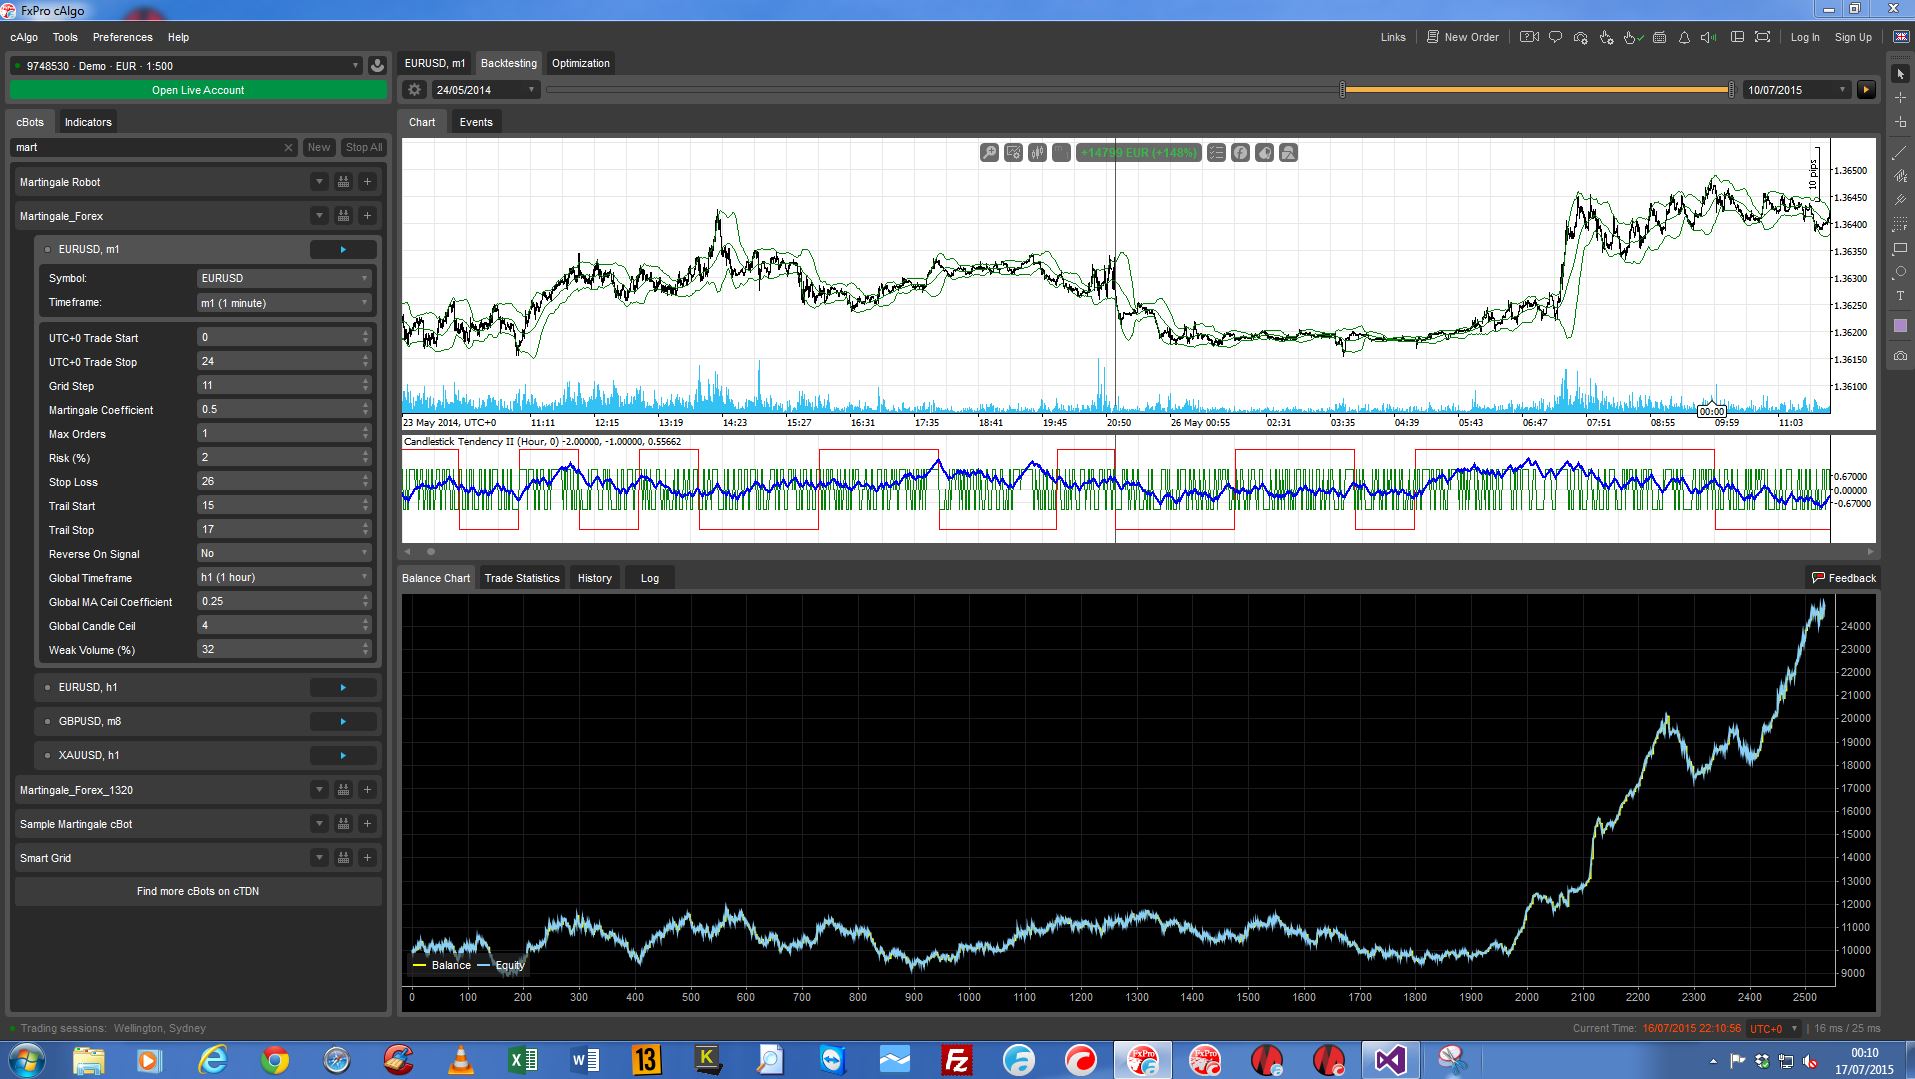 FxPro cAlgo
cAlgo Tools Preferences Help
Links New Order Log In Sign Up
9748530 · Demo · EUR · 1:500
Open Live Account
EURUSD, m1 Backtesting Optimization
24/05/2014 10/07/2015
cBots Indicators
mart New Stop All
Martingale Robot
Martingale_Forex
EURUSD, m1
Symbol: EURUSD
Timeframe: m1 (1 minute)
UTC+0 Trade Start 0
UTC+0 Trade Stop 24
Grid Step 11
Martingale Coefficient 0.5
Max Orders 1
Risk (%) 2
Stop Loss 26
Trail Start 15
Trail Stop 17
Reverse On Signal No
Global Timeframe h1 (1 hour)
Global MA Ceil Coefficient 0.25
Global Candle Ceil 4
Weak Volume (%) 32
EURUSD, h1
GBPUSD, m8
XAUUSD, h1
Martingale_Forex_1320
Sample Martingale cBot
Smart Grid
Find more cBots on cTDN
Chart Events
+14799 EUR (+148%)
10 pips
1.36500
1.36450
1.36400
1.36350
1.36300
1.36250
1.36200
1.36150
1.36100
00:00
23 May 2014, UTC+0 11:11 12:15 13:19 14:23 15:27 16:31 17:35 18:41 19:45 20:50 26 May 00:55 02:31 03:35 04:39 05:43 06:47 07:51 08:55 09:59 11:03
Candlestick Tendency II (Hour, 0) -2.00000, -1.00000, 0.55662
0.67000
0.00000
-0.67000
Balance Chart Trade Statistics History Log
Feedback
24000
23000
22000
21000
20000
19000
18000
17000
16000
15000
14000
13000
12000
11000
10000
9000
Balance Equity
0 100 200 300 400 500 600 700 800 900 1000 1100 1200 1300 1400 1500 1600 1700 1800 1900 2000 2100 2200 2300 2400 2500
Trading sessions: Wellington, Sydney
Current Time: 16/07/2015 22:10:56 UTC+0 | 16 ms / 25 ms
13
K
FZ
FxPro
FxPro
00:10
17/07/2015